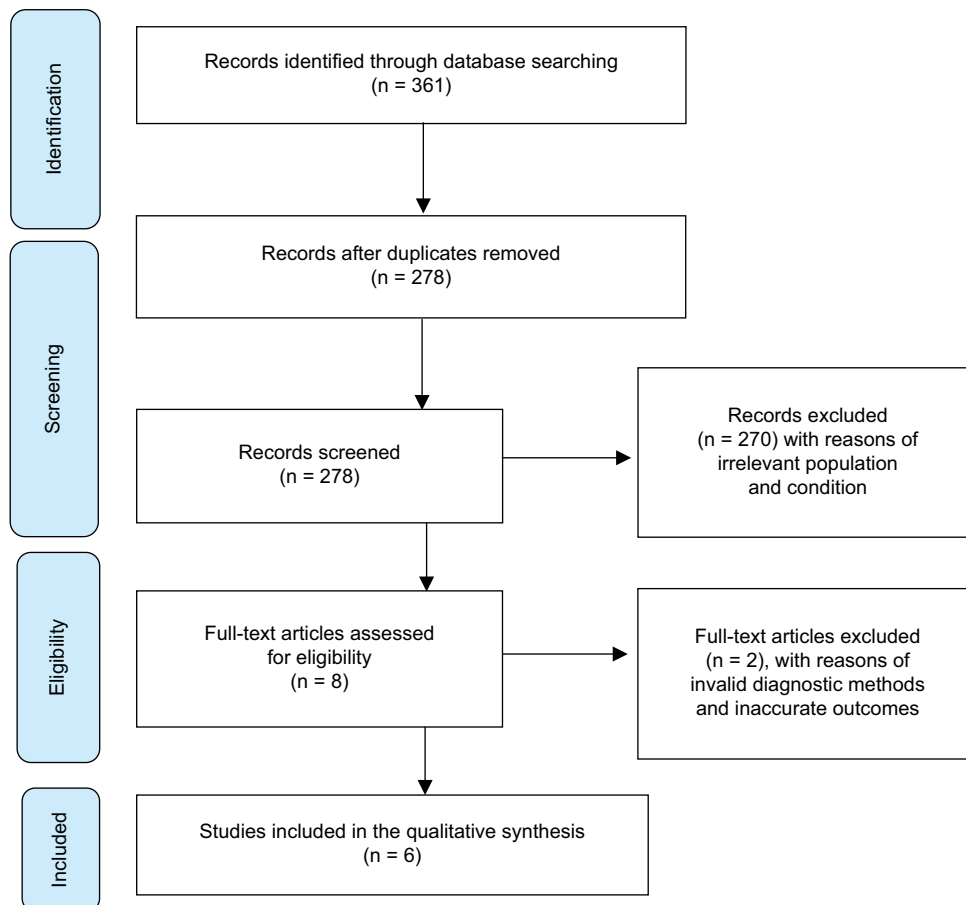 Identification
Records identified through database searching
(n = 361)
Records after duplicates removed
(n = 278)
Screening
Records screened
(n = 278)
Records excluded
(n = 270) with reasons of
irrelevant population
and condition
Eligibility
Full-text articles assessed
for eligibility
(n = 8)
Full-text articles excluded
(n = 2), with reasons of
invalid diagnostic methods
and inaccurate outcomes
Included
Studies included in the qualitative synthesis
(n = 6)